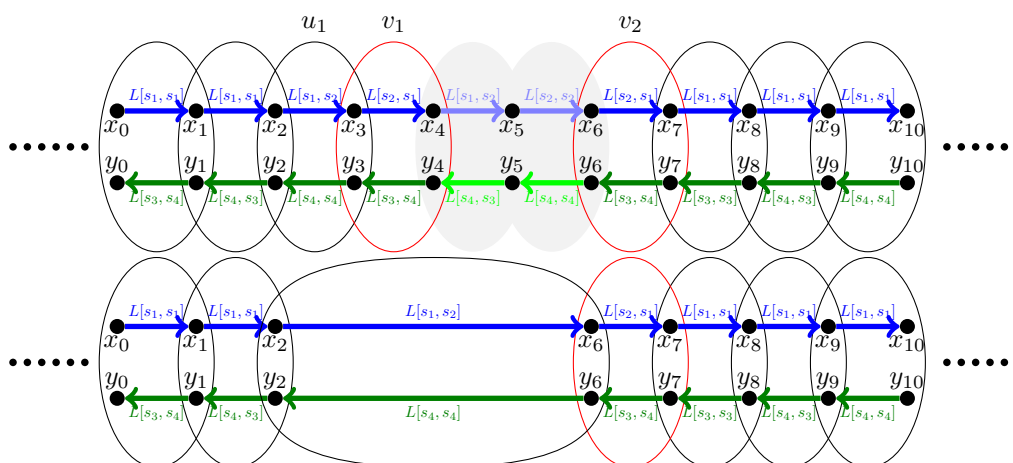 u₁ v₁ v₂
L[s₁, s₁] L[s₁, s₁] L[s₁, s₂] L[s₂, s₁] L[s₁, s₂] L[s₂, s₂] L[s₂, s₁] L[s₁, s₁] L[s₁, s₁] L[s₁, s₁]
x₀ x₁ x₂ x₃ x₄ x₅ x₆ x₇ x₈ x₉ x₁₀
y₀ y₁ y₂ y₃ y₄ y₅ y₆ y₇ y₈ y₉ y₁₀
L[s₃, s₄] L[s₄, s₃] L[s₄, s₄] L[s₃, s₄] L[s₄, s₃] L[s₄, s₄] L[s₃, s₄] L[s₃, s₃] L[s₄, s₃] L[s₄, s₄]
L[s₁, s₁] L[s₁, s₁] L[s₁, s₂] L[s₂, s₁] L[s₁, s₁] L[s₁, s₁] L[s₁, s₁]
x₀ x₁ x₂ x₆ x₇ x₈ x₉ x₁₀
y₀ y₁ y₂ y₆ y₇ y₈ y₉ y₁₀
L[s₃, s₄] L[s₄, s₃] L[s₄, s₄] L[s₃, s₄] L[s₃, s₃] L[s₄, s₃] L[s₄, s₄]